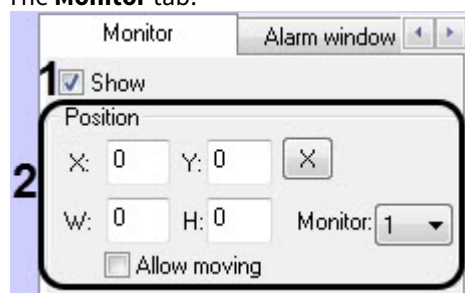 The Monitor tab.
Monitor Alarm window
1 Show
Position
X: 0 Y: 0 X
2
W: 0 H: 0 Monitor: 1
Allow moving